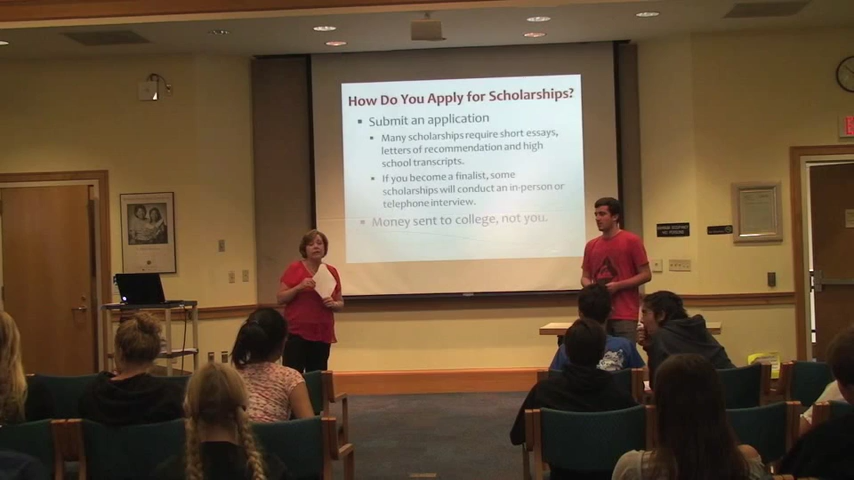 How Do You Apply for Scholarships?
▪ Submit an application
▪ Many scholarships require short essays,
letters of recommendation and high
school transcripts.
▪ If you become a finalist, some
scholarships will conduct an in-person or
telephone interview.
▪ Money sent to college, not you.